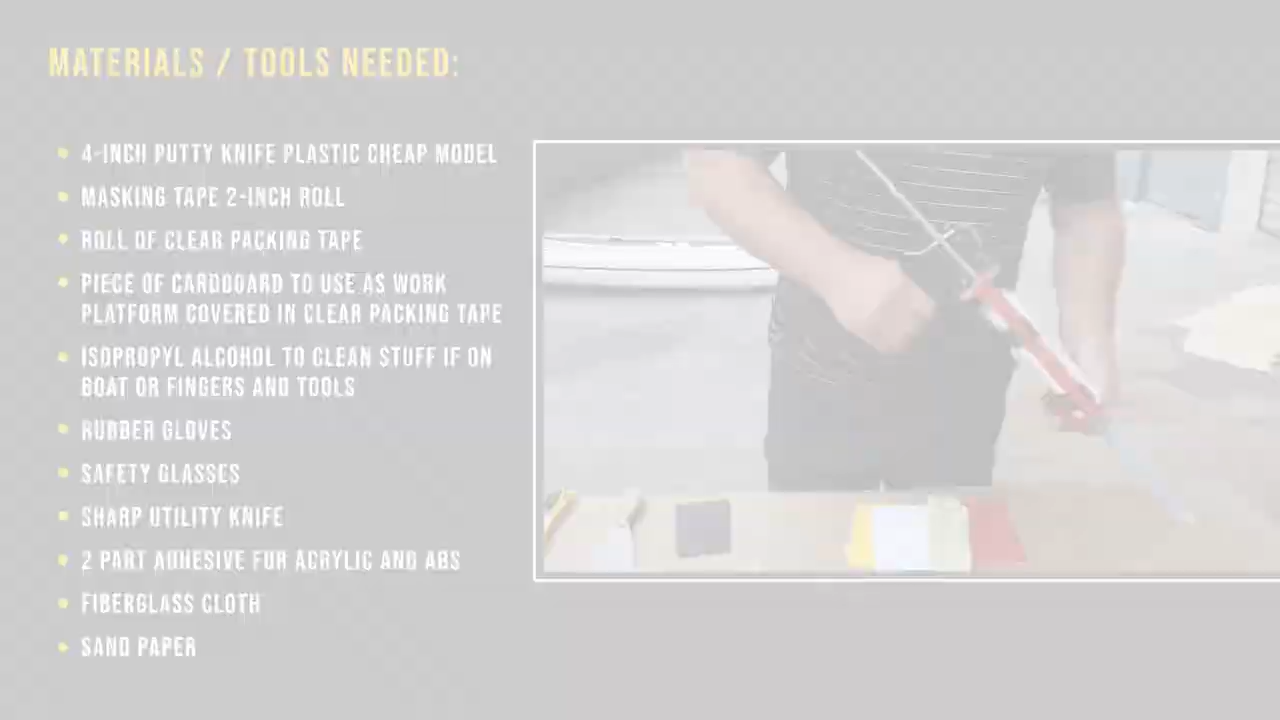 MATERIALS / TOOLS NEEDED:
• 4-INCH PUTTY KNIFE PLASTIC CHEAP MODEL
• MASKING TAPE 2-INCH ROLL
• ROLL OF CLEAR PACKING TAPE
• PIECE OF CARDBOARD TO USE AS WORK
PLATFORM COVERED IN CLEAR PACKING TAPE
• ISOPROPYL ALCOHOL TO CLEAN STUFF IF ON
BOAT OR FINGERS AND TOOLS
• RUBBER GLOVES
• SAFETY GLASSES
• SHARP UTILITY KNIFE
• 2 PART ADHESIVE FOR ACRYLIC AND ABS
• FIBERGLASS CLOTH
• SAND PAPER